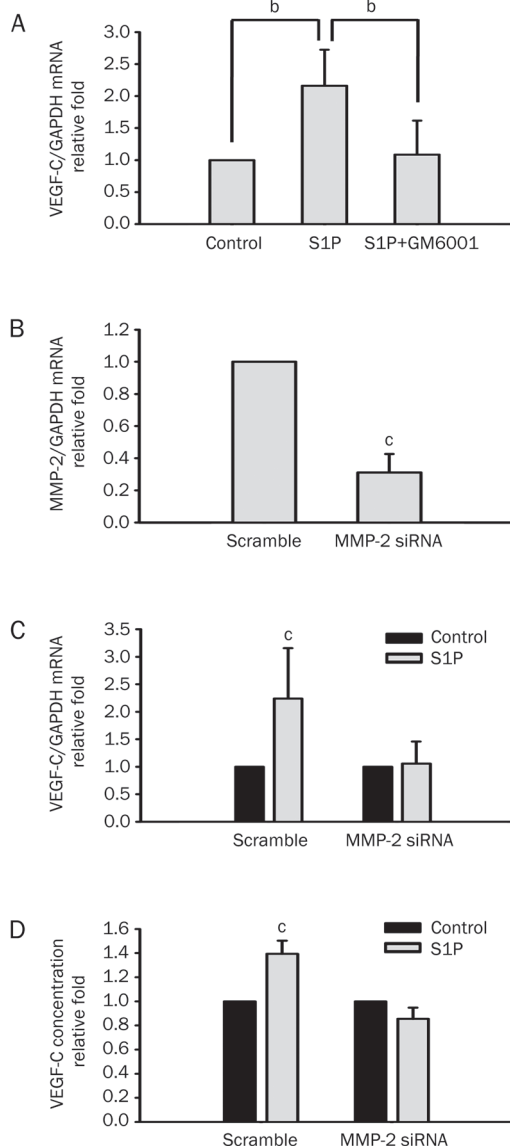 A
VEGF-C/GAPDH mRNA
relative fold
3.0
2.5
2.0
1.5
1.0
0.5
0.0
b
b
Control
S1P
S1P+GM6001
B
MMP-2/GAPDH mRNA
relative fold
1.2
1.0
0.8
0.6
0.4
0.2
0.0
c
Scramble
MMP-2 siRNA
C
VEGF-C/GAPDH mRNA
relative fold
3.5
3.0
2.5
2.0
1.5
1.0
0.5
0.0
c
Control
S1P
Scramble
MMP-2 siRNA
D
VEGF-C concentration
relative fold
1.6
1.4
1.0
0.8
0.6
0.4
0.2
0.0
c
Control
S1P
Scramble
MMP-2 siRNA